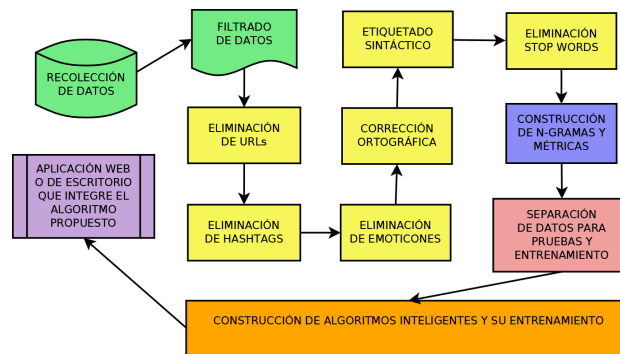 RECOLECCIÓN
DE DATOS
FILTRADO
DE DATOS
ELIMINACIÓN
DE URLs
ELIMINACIÓN
DE HASHTAGS
ELIMINACIÓN
DE EMOTICONES
CORRECCIÓN
ORTOGRÁFICA
ETIQUETADO
SINTÁCTICO
ELIMINACIÓN
STOP WORDS
CONSTRUCCIÓN
DE N-GRAMAS Y
MÉTRICAS
SEPARACIÓN
DE DATOS PARA
PRUEBAS Y
ENTRENAMIENTO
CONSTRUCCIÓN DE ALGORITMOS INTELIGENTES Y SU ENTRENAMIENTO
APLICACIÓN WEB
O DE ESCRITORIO
QUE INTEGRE EL
ALGORITMO
PROPUESTO